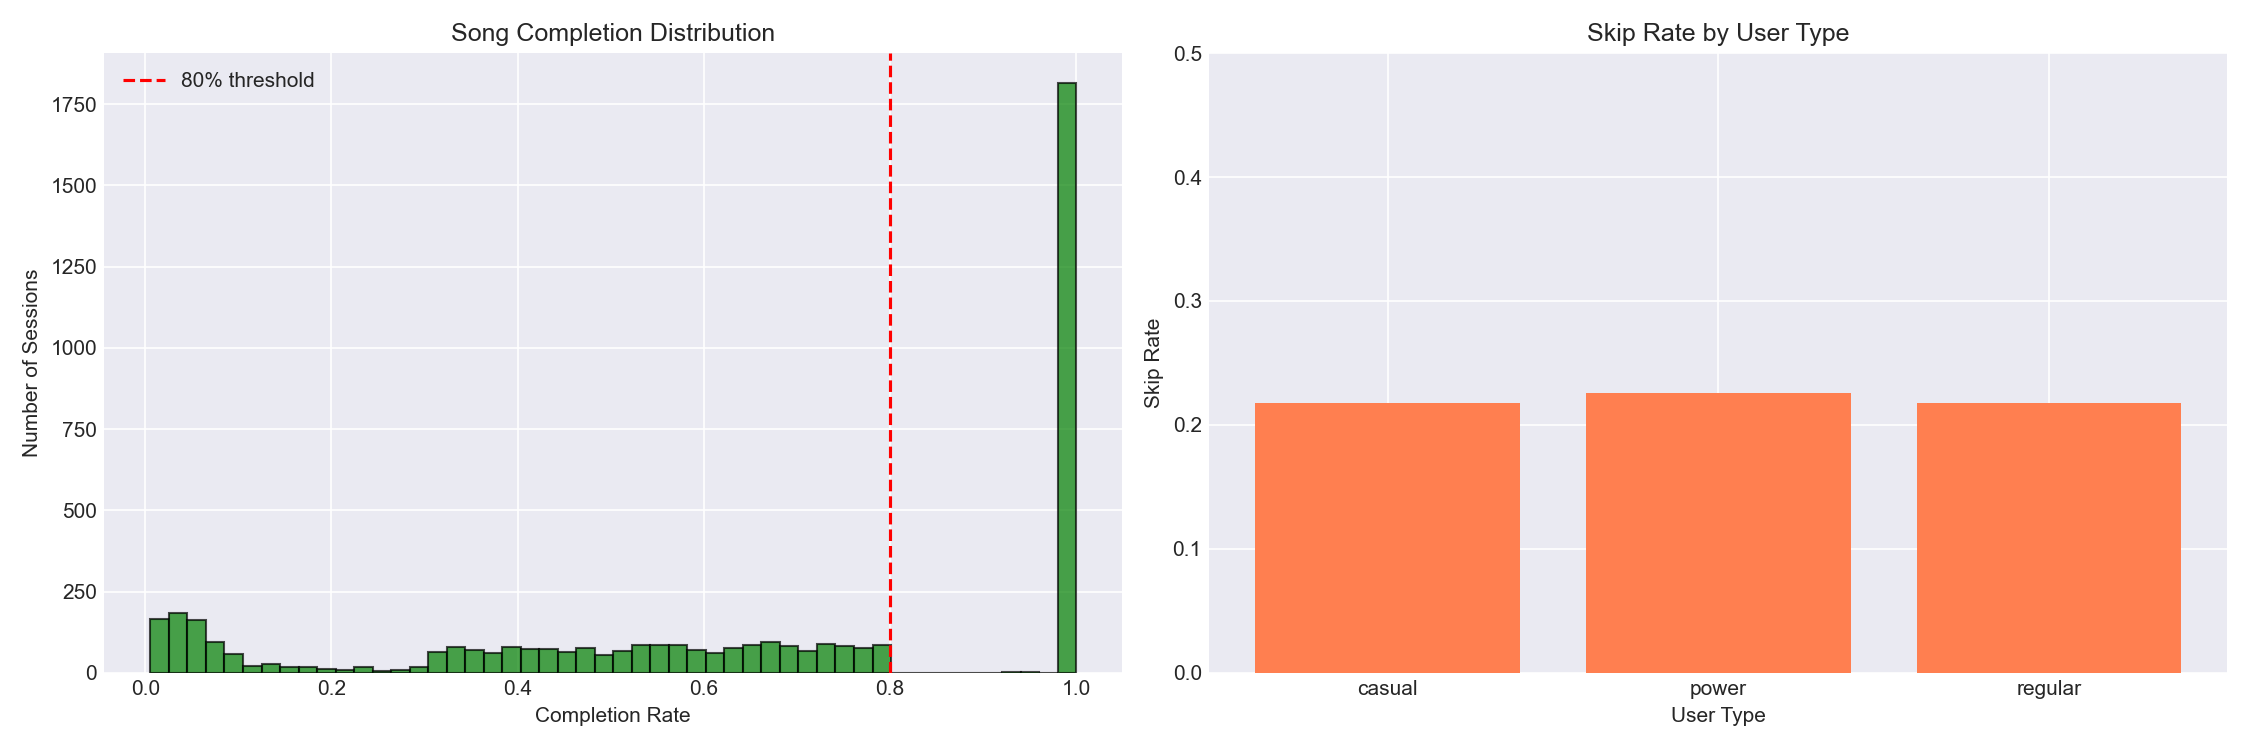 Song Completion Distribution
80% threshold
Number of Sessions
1750
1500
1250
1000
750
500
250
0
0.0 0.2 0.4 0.6 0.8 1.0
Completion Rate
Skip Rate by User Type
Skip Rate
0.5
0.4
0.3
0.2
0.1
0.0
casual power regular
User Type